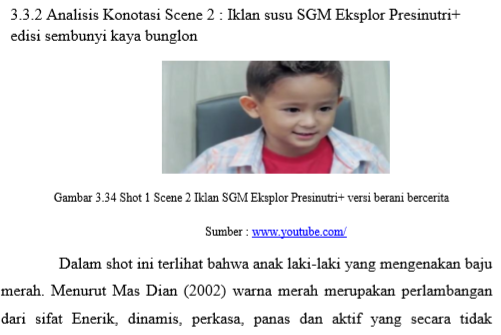 3.3.2 Analisis Konotasi Scene 2 : Iklan susu SGM Eksplor Presinutri+
edisi sembunyi kaya bunglon
Gambar 3.34 Shot 1 Scene 2 Iklan SGM Eksplor Presinutri+ versi berani bercerita
Sumber : www.youtube.com/
Dalam shot ini terlihat bahwa anak laki-laki yang mengenakan baju
merah. Menurut Mas Dian (2002) warna merah merupakan perlambangan
dari sifat Enerik, dinamis, perkasa, panas dan aktif yang secara tidak